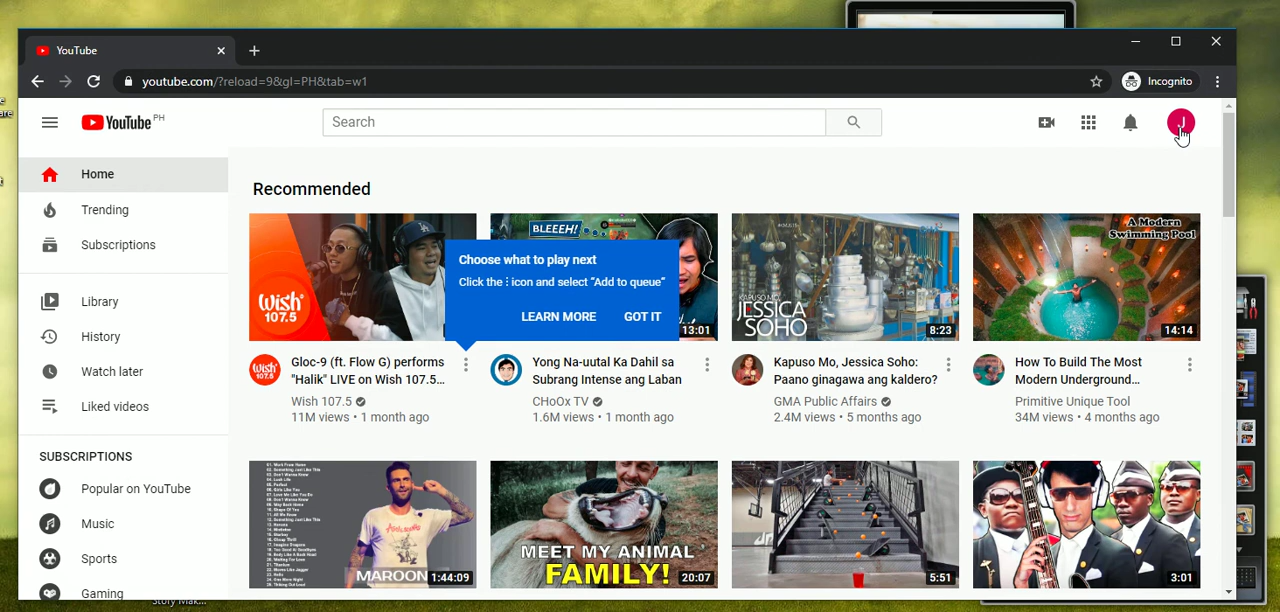 YouTube
youtube.com/?reload=9&gl=PH&tab=w1
Incognito
YouTube PH
Search
J
Home
Trending
Subscriptions
Library
History
Watch later
Liked videos
SUBSCRIPTIONS
Popular on YouTube
Music
Sports
Gaming
Recommended
wish
107.5
Choose what to play next
Click the ⋮ icon and select "Add to queue"
LEARN MORE GOT IT
BLEEEH!
13:01
KAPUSO MO,
JESSICA
SOHO
8:23
A Modern
Swimming Pool
14:14
Gloc-9 (ft. Flow G) performs
"Halik" LIVE on Wish 107.5...
Wish 107.5
11M views • 1 month ago
Yong Na-uutal Ka Dahil sa
Subrang Intense ang Laban
CHoOx TV
1.6M views • 1 month ago
Kapuso Mo, Jessica Soho:
Paano ginagawa ang kaldero?
GMA Public Affairs
2.4M views • 5 months ago
How To Build The Most
Modern Underground...
Primitive Unique Tool
34M views • 4 months ago
MAROON
1:44:09
MEET MY ANIMAL
FAMILY!
20:07
5:51
3:01
Story Mak...